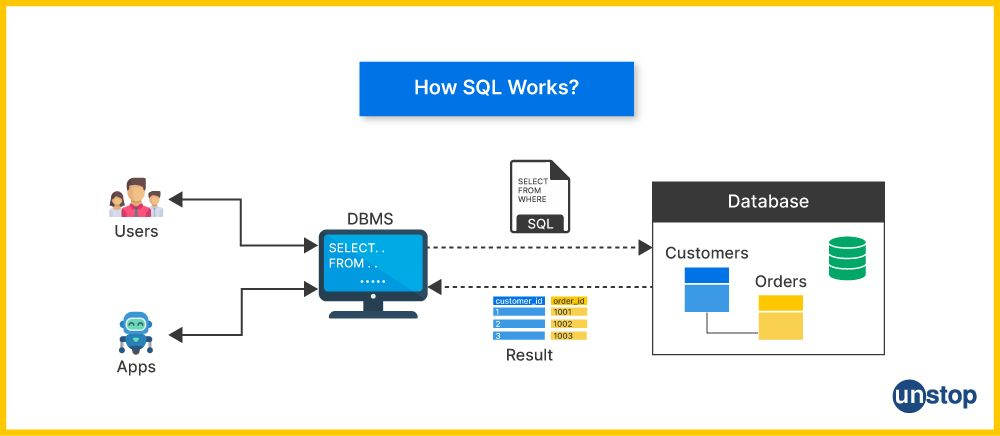 How SQL Works?
Users
Apps
DBMS
SELECT. .
FROM . .
.....
SELECT
FROM
WHERE
SQL
customer_id order_id
1 1001
2 1002
3 1003
Result
Database
Customers
Orders
unstop